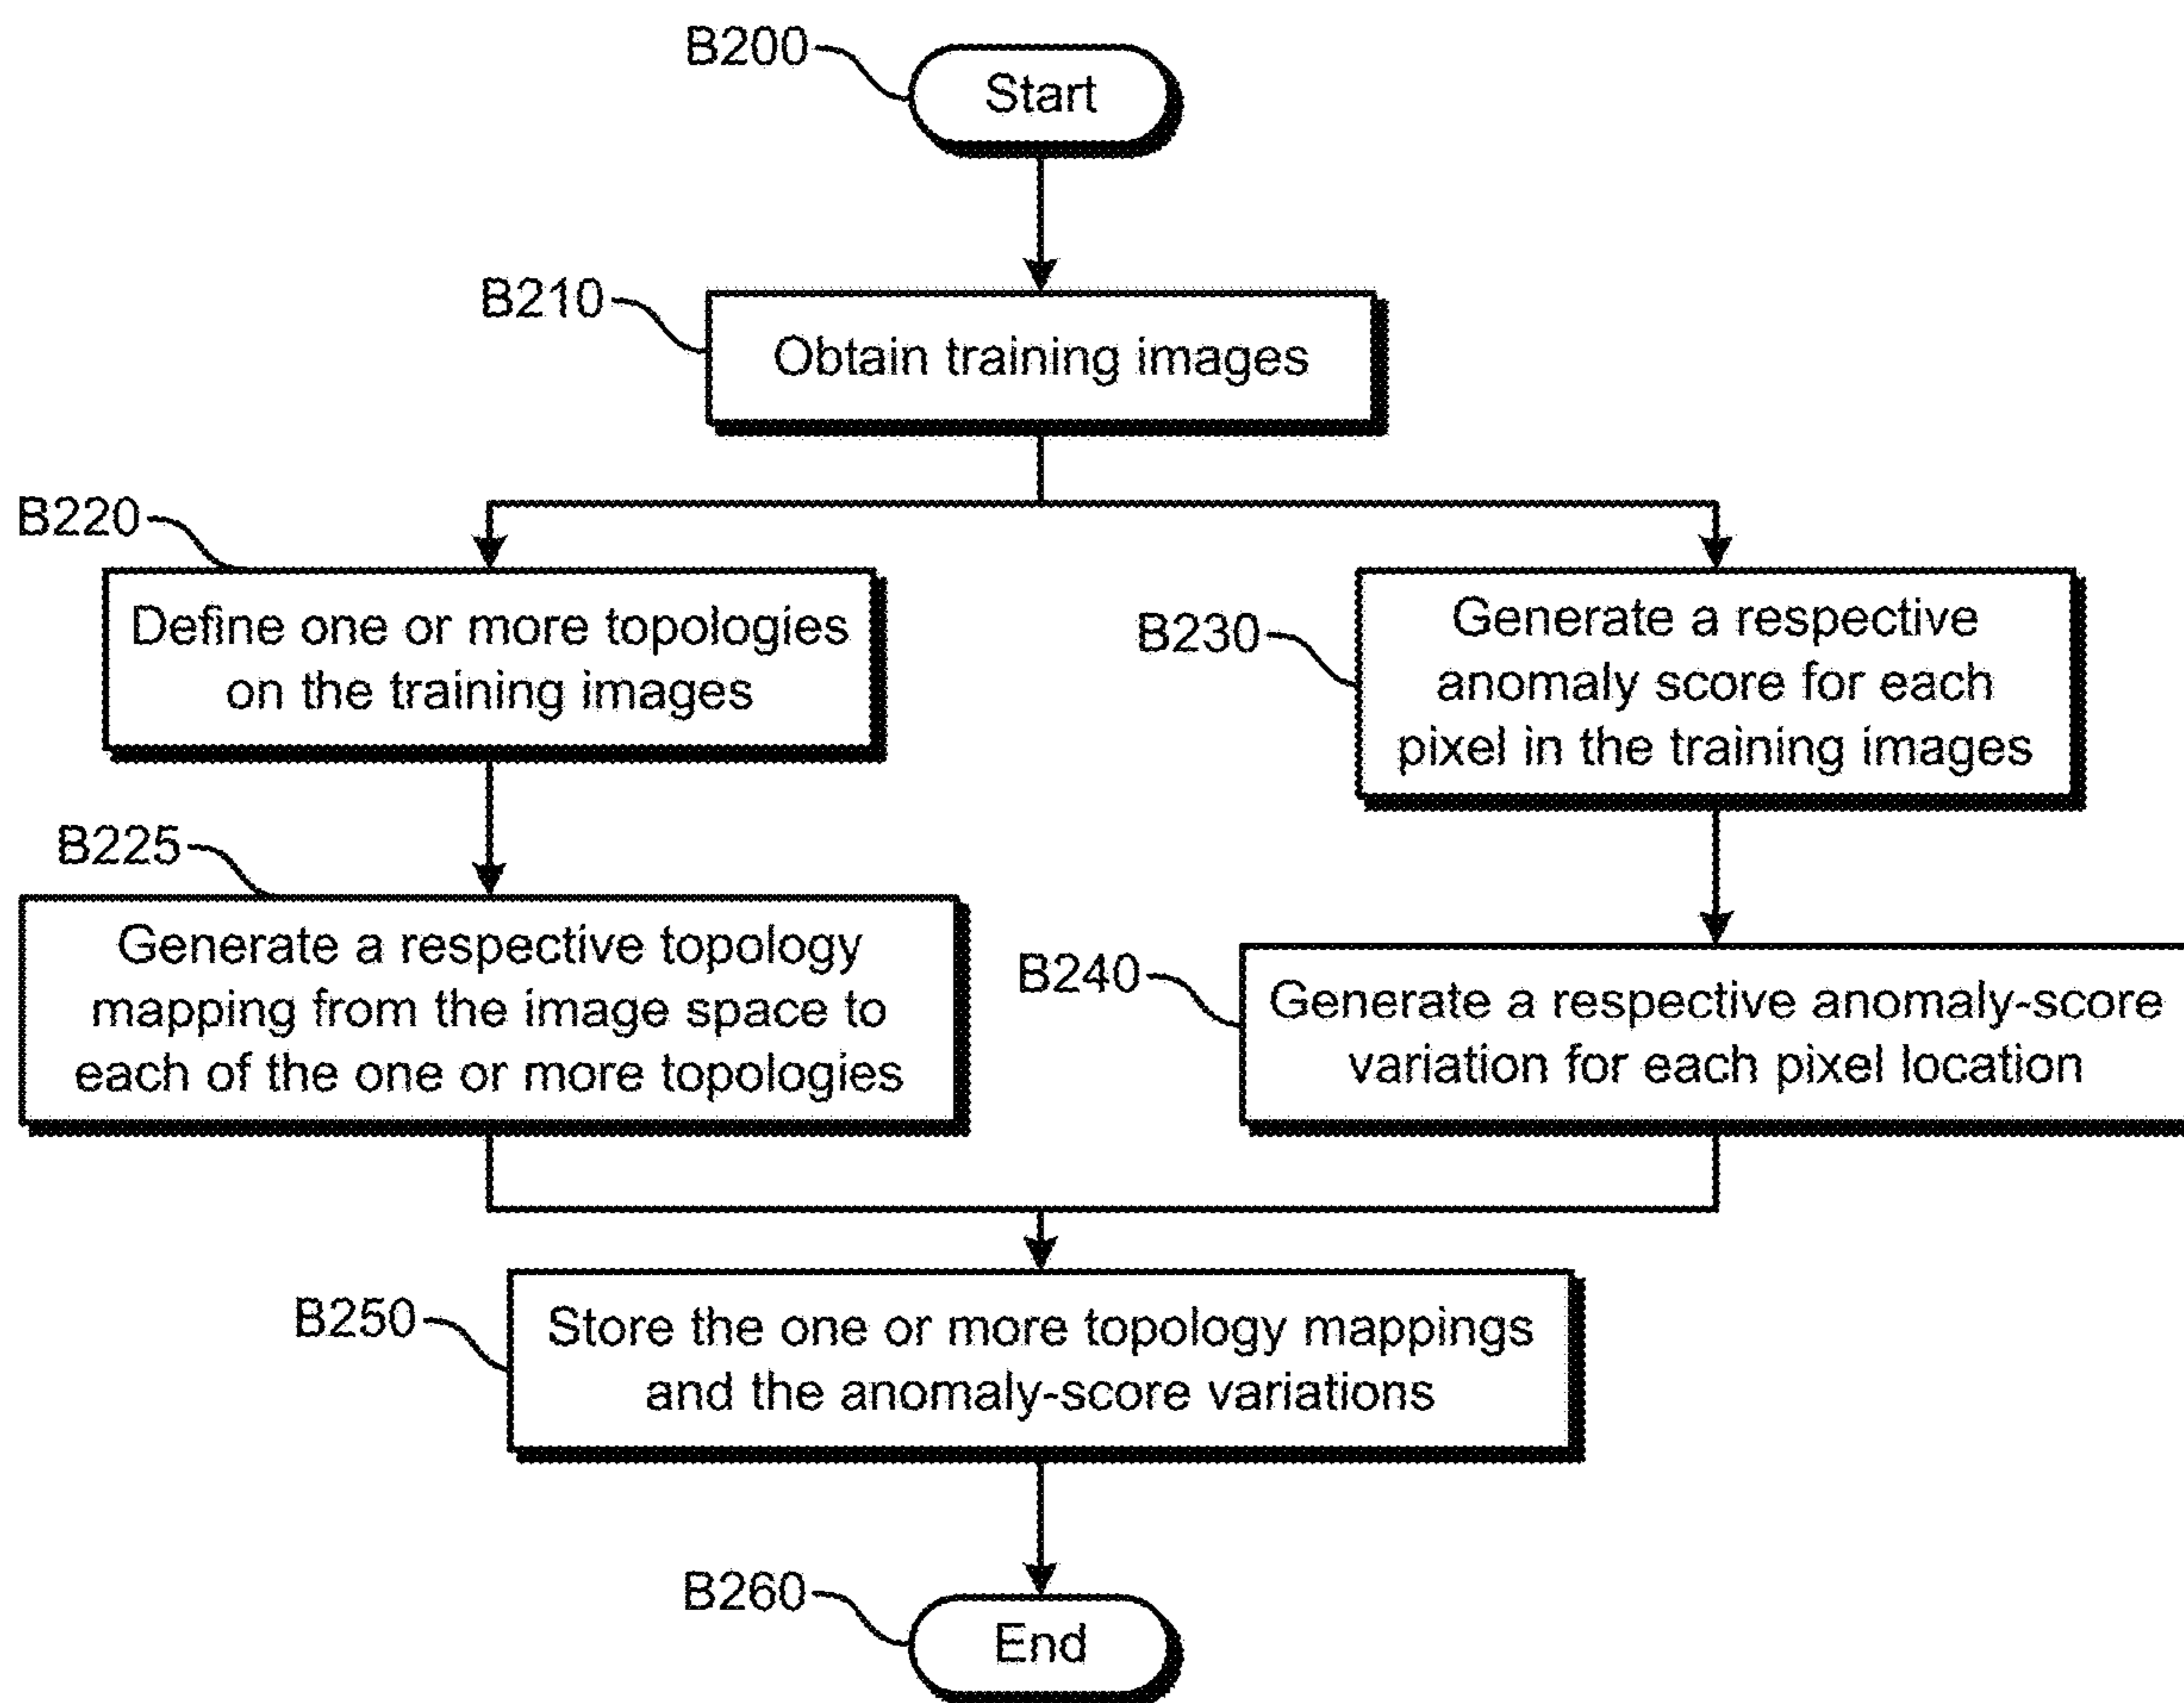 B200
Start
B210
Obtain training images
B220
Define one or more topologies
on the training images
B230
Generate a respective
anomaly score for each
pixel in the training images
B225
Generate a respective topology
mapping from the image space to
each of the one or more topologies
B240
Generate a respective anomaly-score
variation for each pixel location
B250
Store the one or more topology mappings
and the anomaly-score variations
B260
End